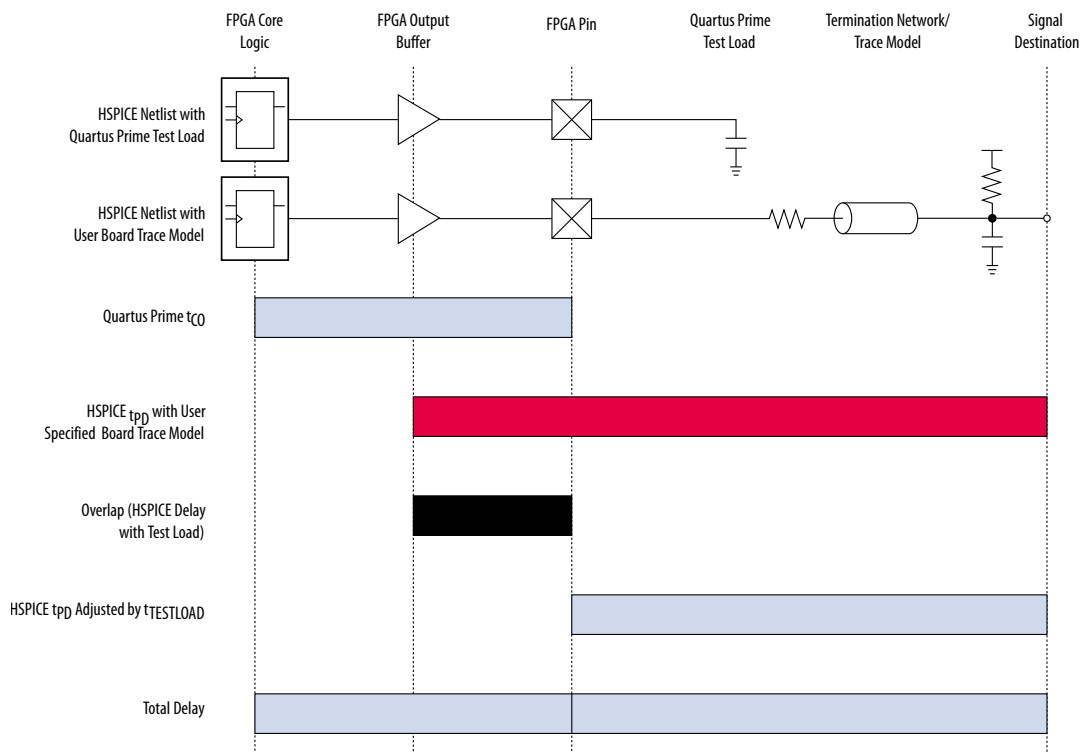 FPGA Core
Logic
FPGA Output
Buffer
FPGA Pin
Quartus Prime
Test Load
Termination Network/
Trace Model
Signal
Destination
HSPICE Netlist with
Quartus Prime Test Load
HSPICE Netlist with
User Board Trace Model
Quartus Prime tCO
HSPICE tPD with User
Specified Board Trace Model
Overlap (HSPICE Delay
with Test Load)
HSPICE tPD Adjusted by tTESTLOAD
Total Delay